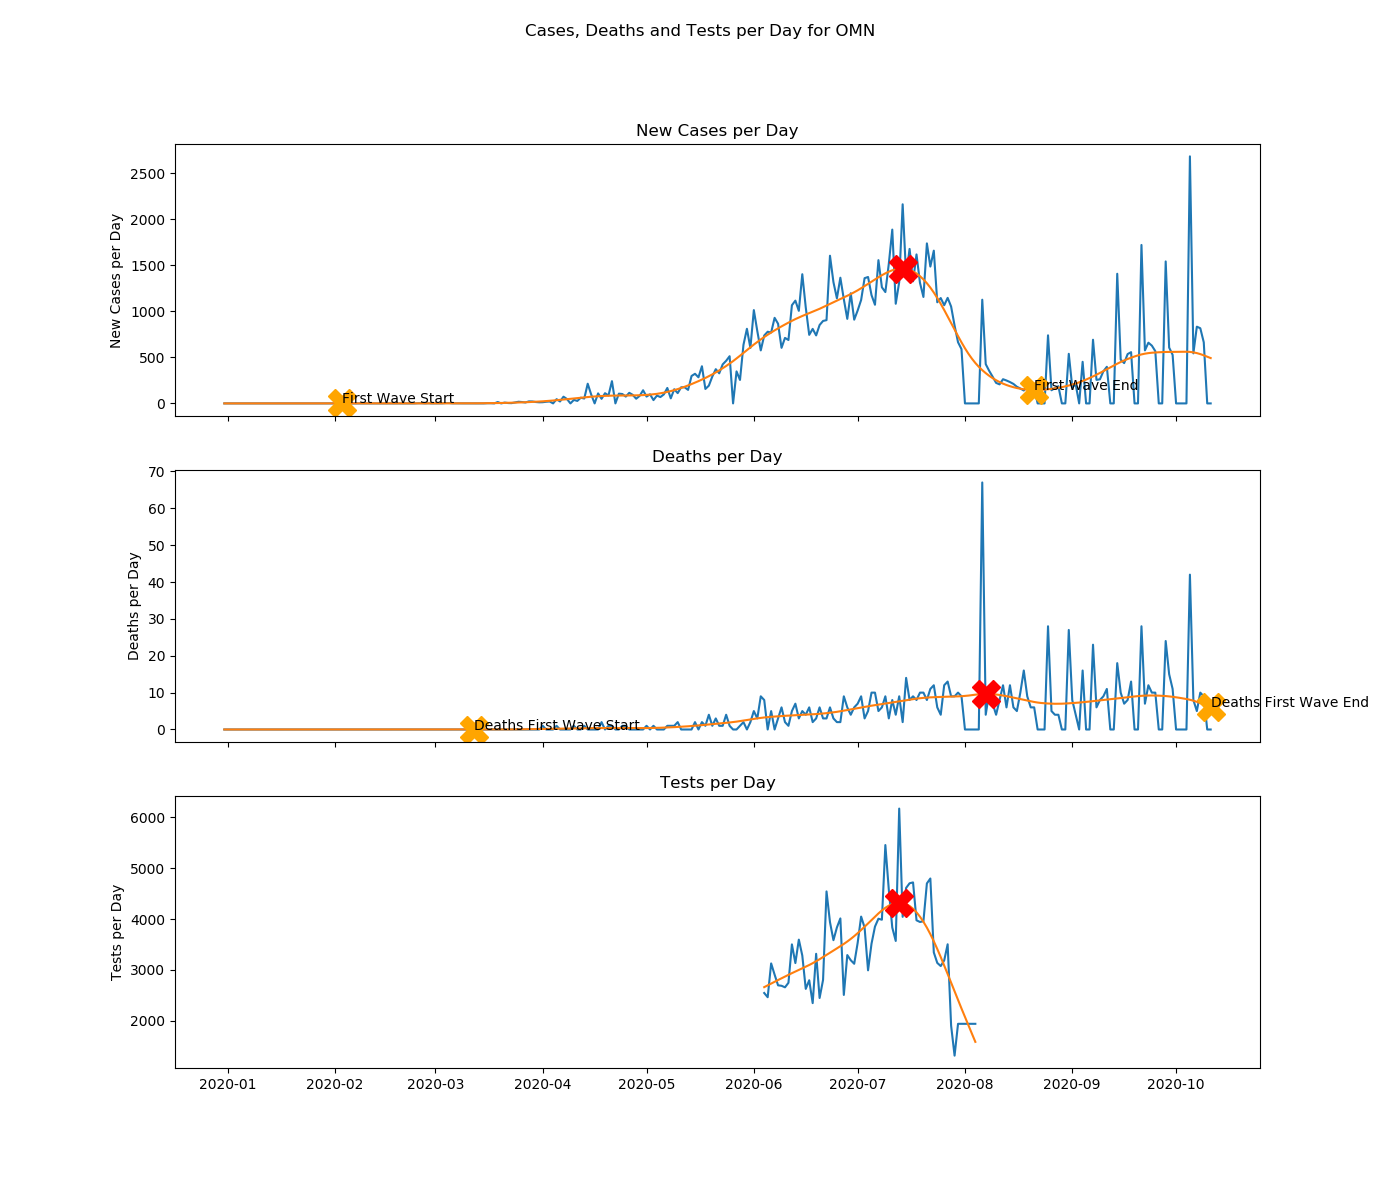 Cases, Deaths and Tests per Day for OMN
New Cases per Day
New Cases per Day
2500
2000
1500
1000
500
0
First Wave Start
First Wave End
Deaths per Day
Deaths per Day
70
60
50
40
30
20
10
0
Deaths First Wave Start
Deaths First Wave End
Tests per Day
Tests per Day
6000
5000
4000
3000
2000
2020-01 2020-02 2020-03 2020-04 2020-05 2020-06 2020-07 2020-08 2020-09 2020-10